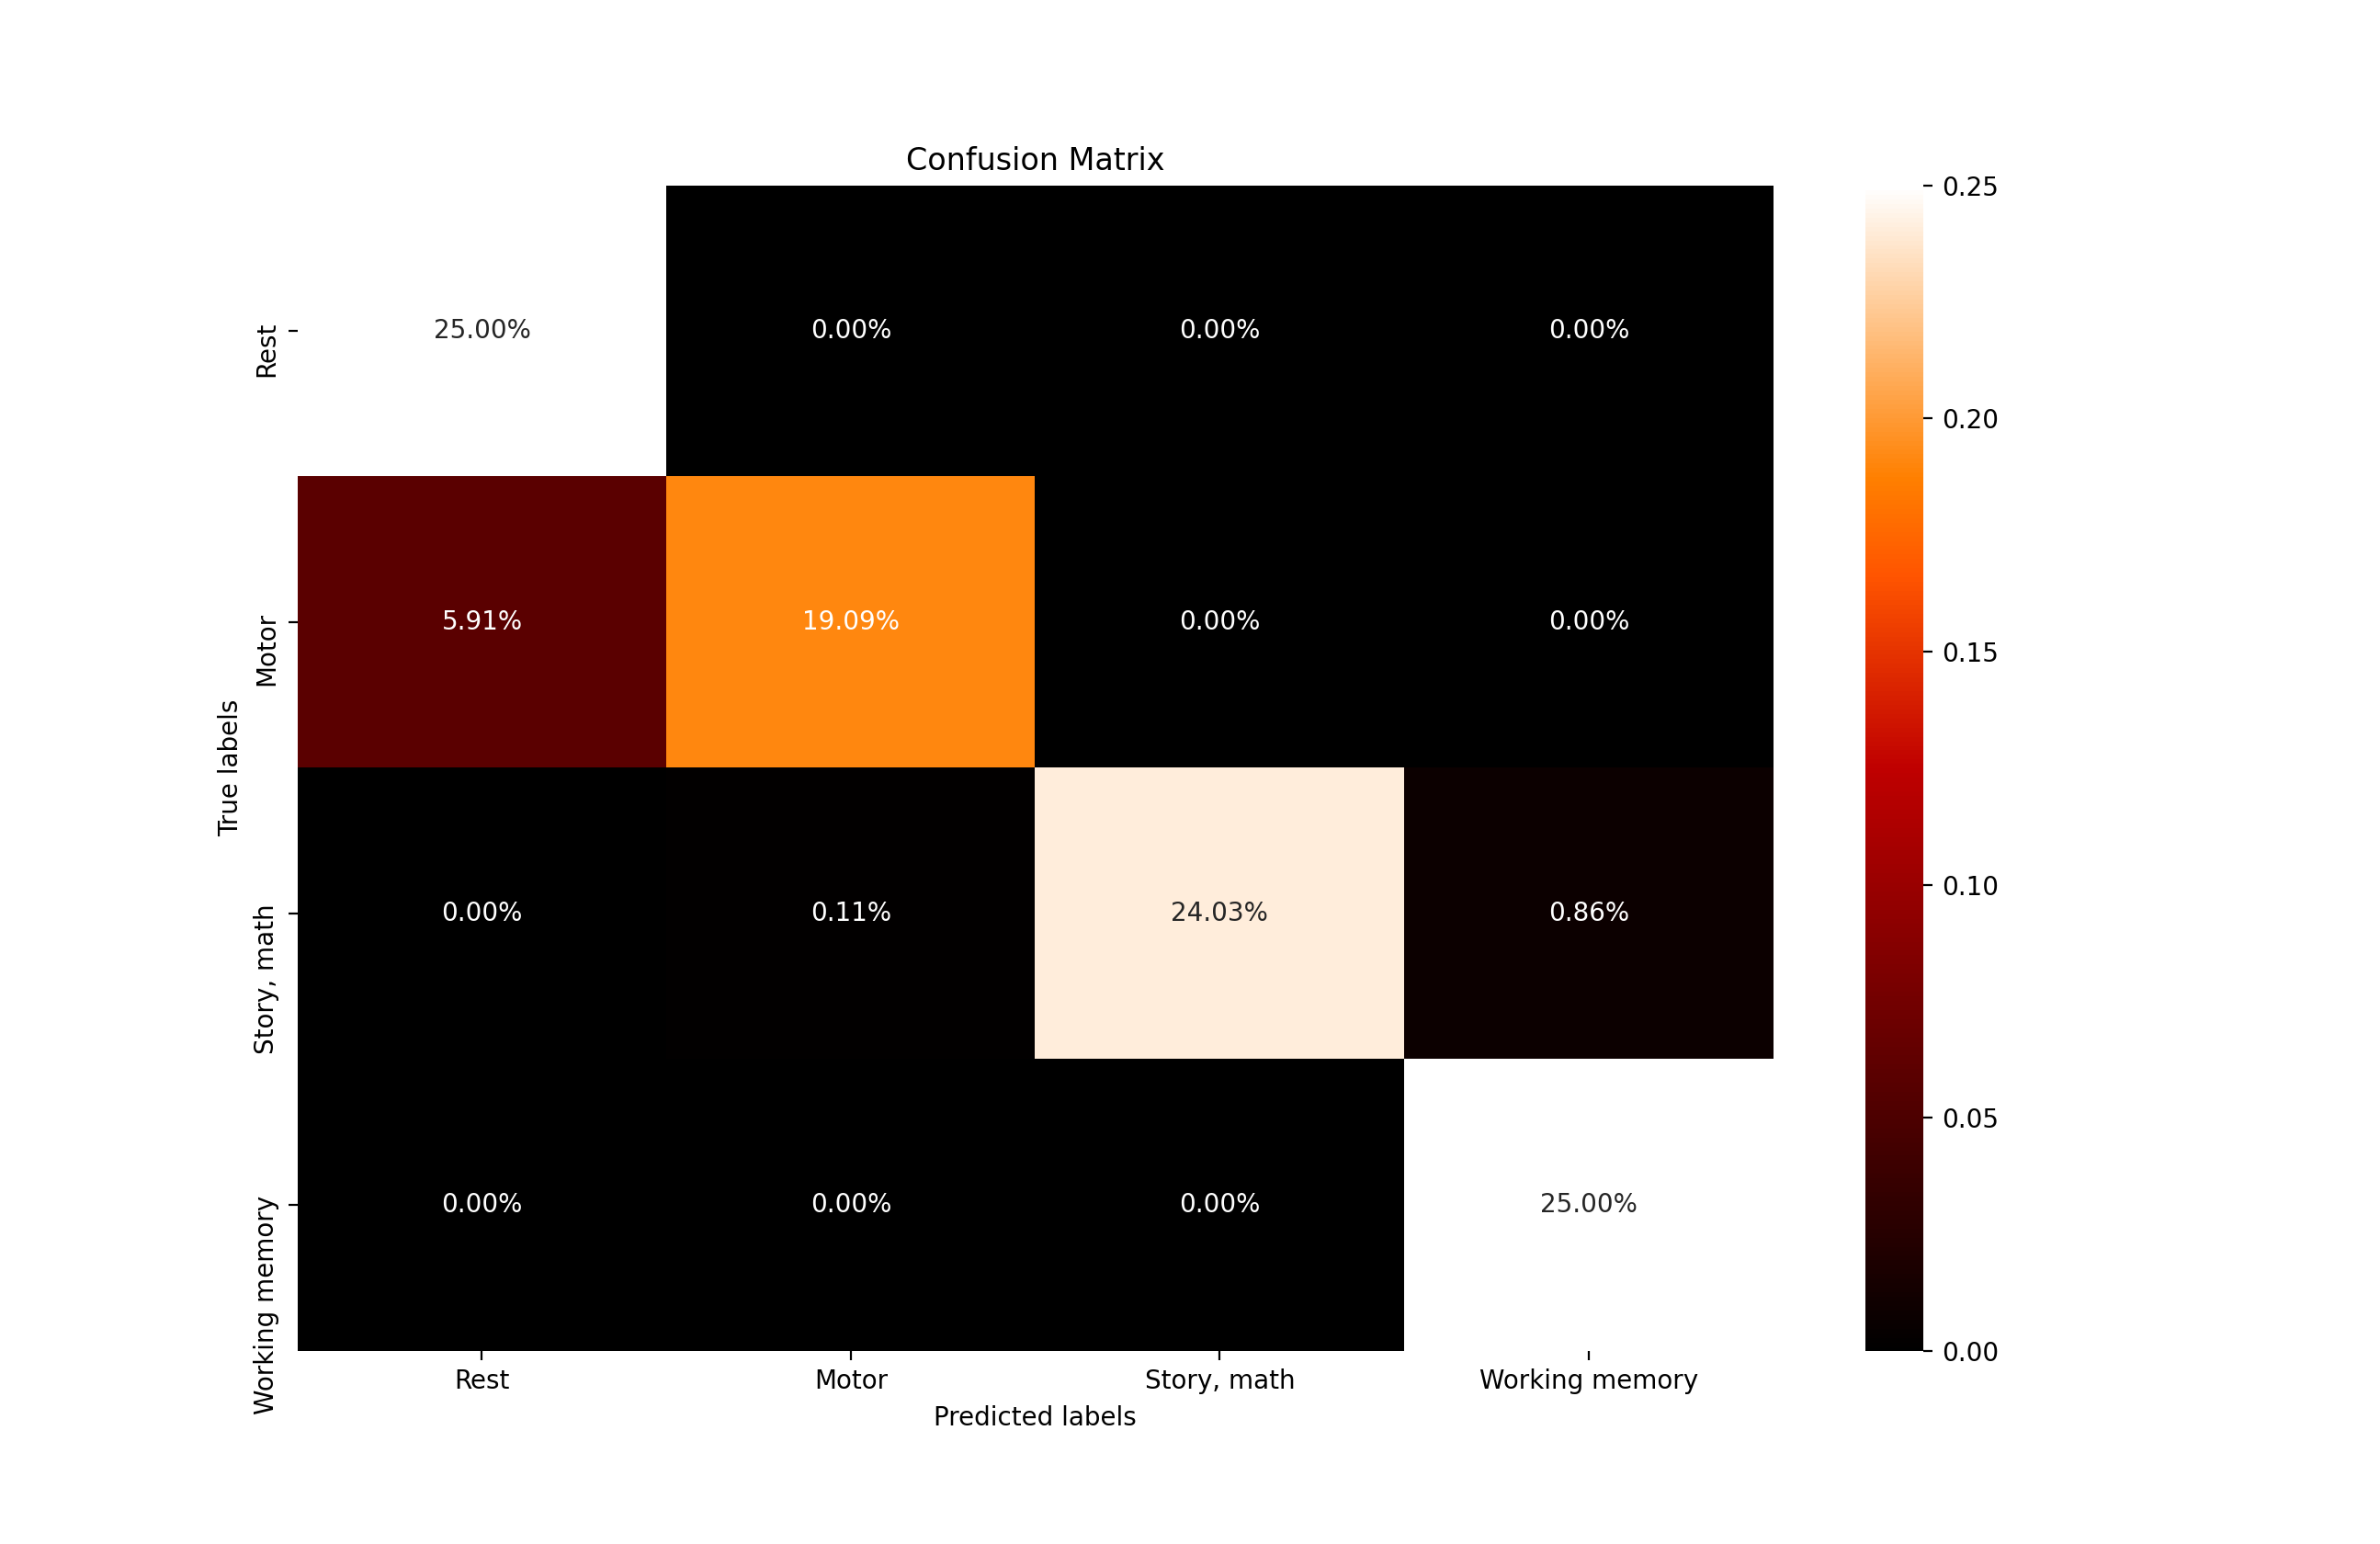 Confusion Matrix
True labels
Rest
25.00% 0.00% 0.00% 0.00%
Motor
5.91% 19.09% 0.00% 0.00%
Story, math
0.00% 0.11% 24.03% 0.86%
Working memory
0.00% 0.00% 0.00% 25.00%
Rest Motor Story, math Working memory
Predicted labels
0.25
0.20
0.15
0.10
0.05
0.00